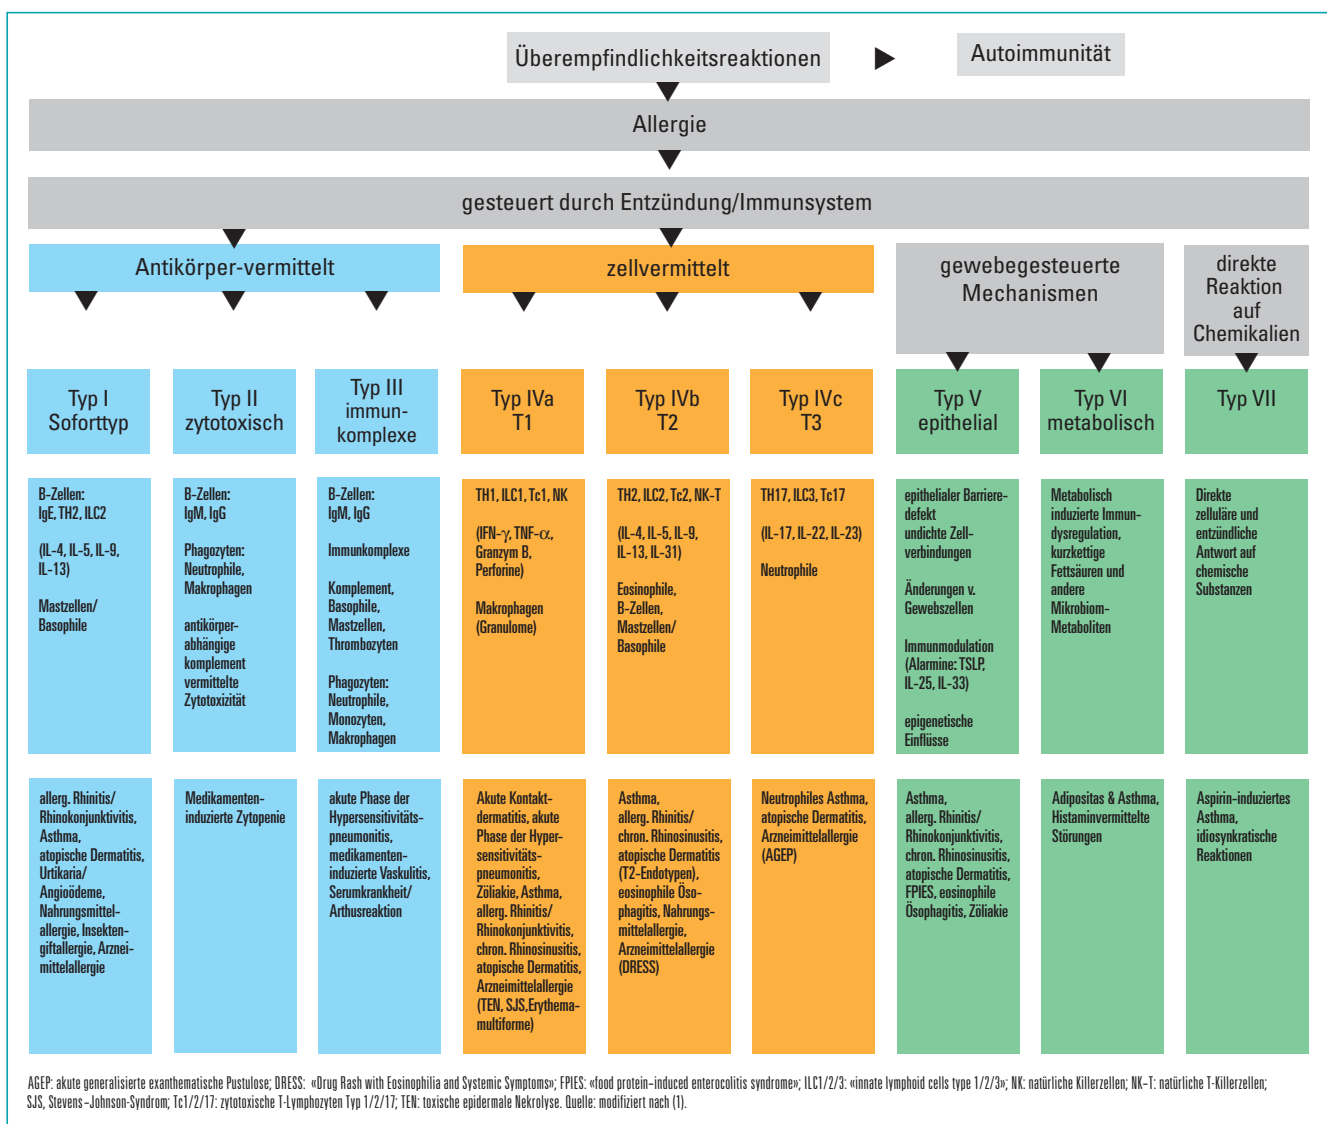 Überempfindlichkeitsreaktionen
Autoimmunität
Allergie
gesteuert durch Entzündung/Immunsystem
Antikörper-vermittelt
zellvermittelt
gewebegesteuerte
Mechanismen
direkte
Reaktion
auf
Chemikalien
Typ I
Soforttyp
Typ II
zytotoxisch
Typ III
immun-
komplexe
Typ IVa
T1
Typ IVb
T2
Typ IVc
T3
Typ V
epithelial
Typ VI
metabolisch
Typ VII
B-Zellen:
IgE, TH2, ILC2
(IL-4, IL-5, IL-9,
IL-13)
Mastzellen/
Basophile
B-Zellen:
IgM, IgG
Phagozyten:
Neutrophile,
Makrophagen
antikörper-
abhängige
komplement
vermittelte
Zytotoxizität
B-Zellen:
IgM, IgG
Immunkomplexe
Komplement,
Basophile,
Mastzellen,
Thrombozyten
Phagozyten:
Neutrophile,
Monozyten,
Makrophagen
TH1, ILC1, Tc1, NK
(IFN-γ, TNF-α,
Granzym B,
Perforine)
Makrophagen
(Granulome)
TH2, ILC2, Tc2, NK-T
(IL-4, IL-5, IL-9,
IL-13, IL-31)
Eosinophile,
B-Zellen,
Mastzellen/
Basophile
TH17, ILC3, Tc17
(IL-17, IL-22, IL-23)
Neutrophile
epithelialer Barriere-
defekt
undichte Zell-
verbindungen
Änderungen v.
Gewebszellen
Immunmodulation
(Alarmine: TSLP,
IL-25, IL-33)
epigenetische
Einflüsse
Metabolisch
induzierte Immun-
dysregulation,
kurzkettige
Fettsäuren und
andere
Mikrobiom-
Metaboliten
Direkte
zelluläre und
entzündliche
Antwort auf
chemische
Substanzen
allerg. Rhinitis/
Rhinokonjunktivitis,
Asthma,
atopische Dermatitis,
Urtikaria/
Angioödeme,
Nahrungsmittel-
allergie, Insekten-
giftallergie, Arznei-
mittelallergie
Medikamenten-
induzierte Zytopenie
akute Phase der
Hypersensitivitäts-
pneumonitis,
medikamenten-
induzierte Vaskulitis,
Serumkrankheit/
Arthusreaktion
Akute Kontakt-
dermatitis, akute
Phase der Hyper-
sensitivitäts-
pneumonitis,
Zöliakie, Asthma,
allerg. Rhinitis/
Rhinokonjunktivitis,
chron. Rhinosinusitis,
atopische Dermatitis,
Arzneimittelallergie
(TEN, SJS,Erythema-
multiforme)
Asthma,
allerg. Rhinitis/
chron. Rhinosinusitis,
atopische Dermatitis
(T2-Endotypen),
eosinophile Öso-
phagitis, Nahrungs-
mittelallergie,
Arzneimittelallergie
(DRESS)
Neutrophiles Asthma,
atopische Dermatitis,
Arzneimittelallergie
(AGEP)
Asthma,
allerg. Rhinitis/
Rhinokonjunktivitis,
chron. Rhinosinusitis,
atopische Dermatitis,
FPIES, eosinophile
Ösophagitis, Zöliakie
Adipositas & Asthma,
Histaminvermittelte
Störungen
Aspirin-induziertes
Asthma,
idiosynkratische
Reaktionen
AGEP: akute generalisierte exanthematische Pustulose; DRESS: «Drug Rash with Eosinophilia and Systemic Symptoms»; FPIES: «food protein-induced enterocolitis syndrome»; ILC1/2/3: «innate lymphoid cells type 1/2/3»; NK: natürliche Killerzellen; NK-T: natürliche T-Killerzellen;
SJS, Stevens-Johnson-Syndrom; Tc1/2/17: zytotoxische T-Lymphozyten Typ 1/2/17; TEN: toxische epidermale Nekrolyse. Quelle: modifiziert nach (1).